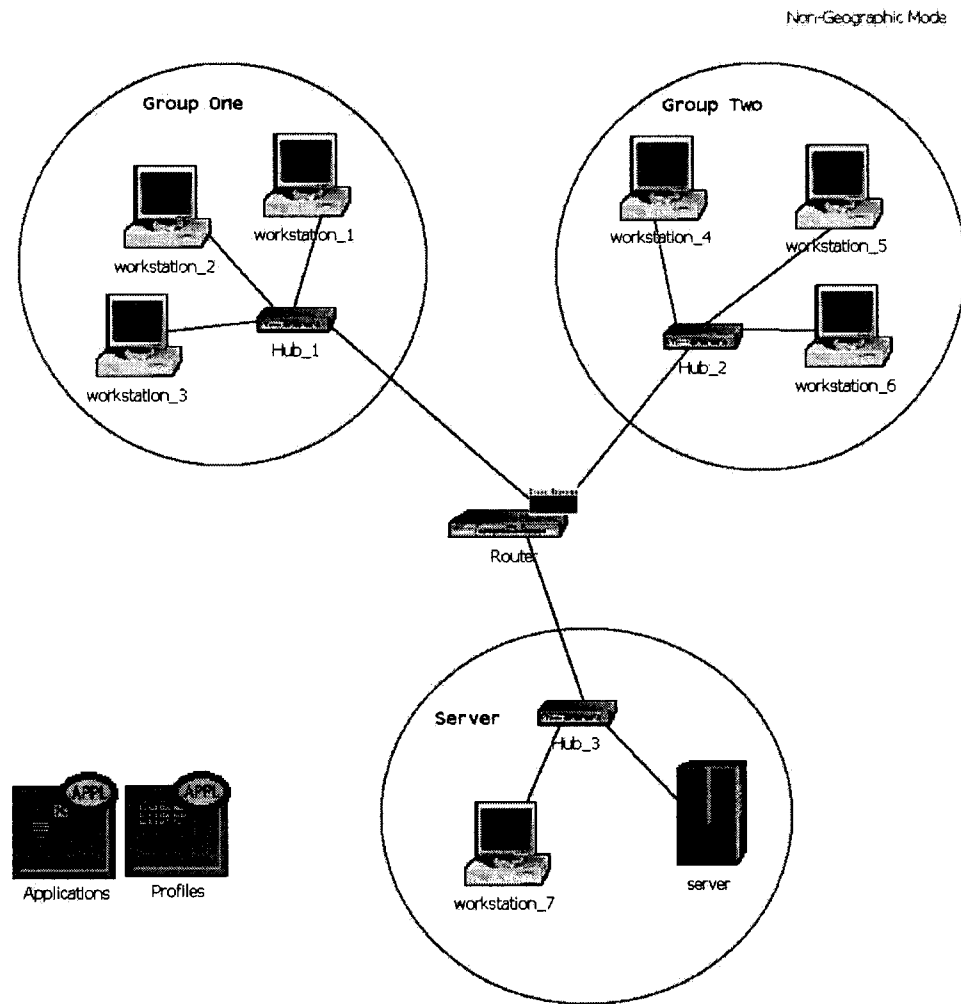 Non-Geographic Mode
Group One
Group Two
workstation_1
workstation_2
workstation_3
Hub_1
workstation_4
workstation_5
workstation_6
Hub_2
Router
Server
Hub_3
workstation_7
server
APPL
APPL
Applications
Profiles